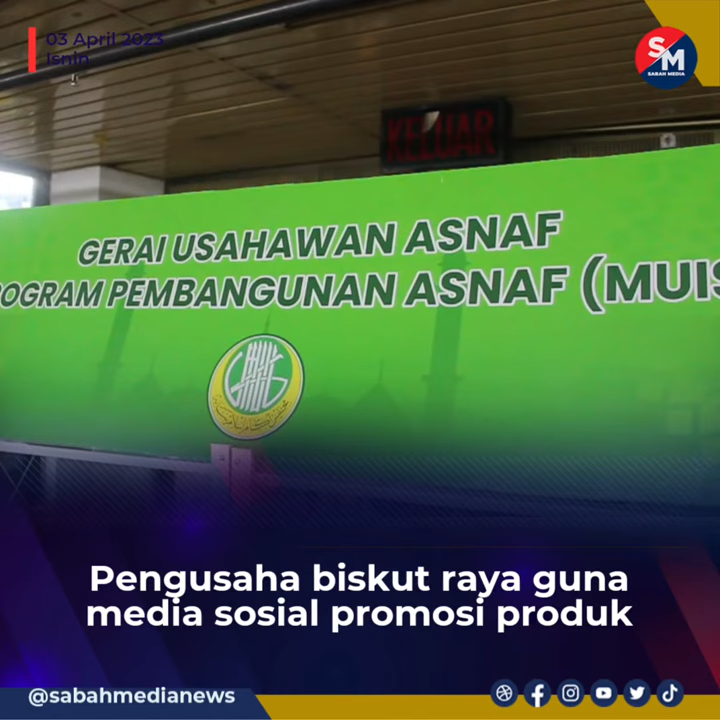 03 April 2023
Isnin
SM
SABAH MEDIA
KELUAR
GERAI USAHAWAN ASNAF
OGRAM PEMBANGUNAN ASNAF (MUIS
Pengusaha biskut raya guna
media sosial promosi produk
@sabahmedianews